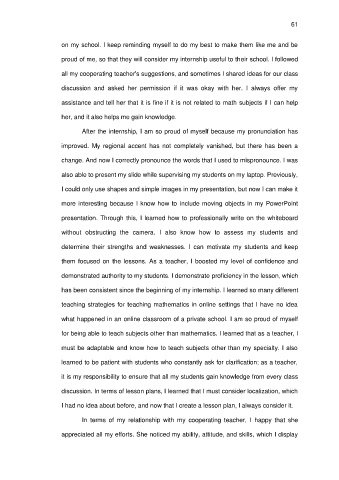 61
on my school. I keep reminding myself to do my best to make them like me and be
proud of me, so that they will consider my internship useful to their school. I followed
all my cooperating teacher's suggestions, and sometimes I shared ideas for our class
discussion and asked her permission if it was okay with her. I always offer my
assistance and tell her that it is fine if it is not related to math subjects if I can help
her, and it also helps me gain knowledge.
After the internship, I am so proud of myself because my pronunciation has
improved. My regional accent has not completely vanished, but there has been a
change. And now I correctly pronounce the words that I used to mispronounce. I was
also able to present my slide while supervising my students on my laptop. Previously,
I could only use shapes and simple images in my presentation, but now I can make it
more interesting because I know how to include moving objects in my PowerPoint
presentation. Through this, I learned how to professionally write on the whiteboard
without obstructing the camera. I also know how to assess my students and
determine their strengths and weaknesses. I can motivate my students and keep
them focused on the lessons. As a teacher, I boosted my level of confidence and
demonstrated authority to my students. I demonstrate proficiency in the lesson, which
has been consistent since the beginning of my internship. I learned so many different
teaching strategies for teaching mathematics in online settings that I have no idea
what happened in an online classroom of a private school. I am so proud of myself
for being able to teach subjects other than mathematics. I learned that as a teacher, I
must be adaptable and know how to teach subjects other than my specialty. I also
learned to be patient with students who constantly ask for clarification; as a teacher,
it is my responsibility to ensure that all my students gain knowledge from every class
discussion. In terms of lesson plans, I learned that I must consider localization, which
I had no idea about before, and now that I create a lesson plan, I always consider it.
In terms of my relationship with my cooperating teacher, I happy that she
appreciated all my efforts. She noticed my ability, attitude, and skills, which I display